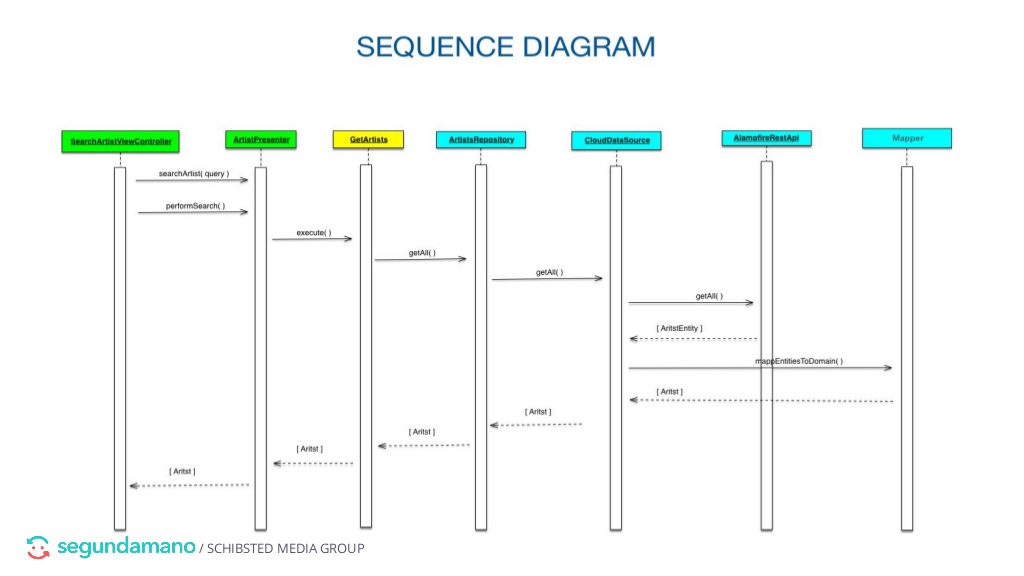 SEQUENCE DIAGRAM
SearchArtistViewController
ArtistPresenter
GetArtists
ArtistsRepository
CloudDataSource
AlamofireRestApi
Mapper
searchArtist( query )
performSearch( )
execute( )
getAll( )
getAll( )
getAll( )
[ AritstEntity ]
mappEntitiesToDomain( )
[ Aritst ]
[ Aritst ]
[ Aritst ]
[ Aritst ]
[ Aritst ]
segundamano / SCHIBSTED MEDIA GROUP